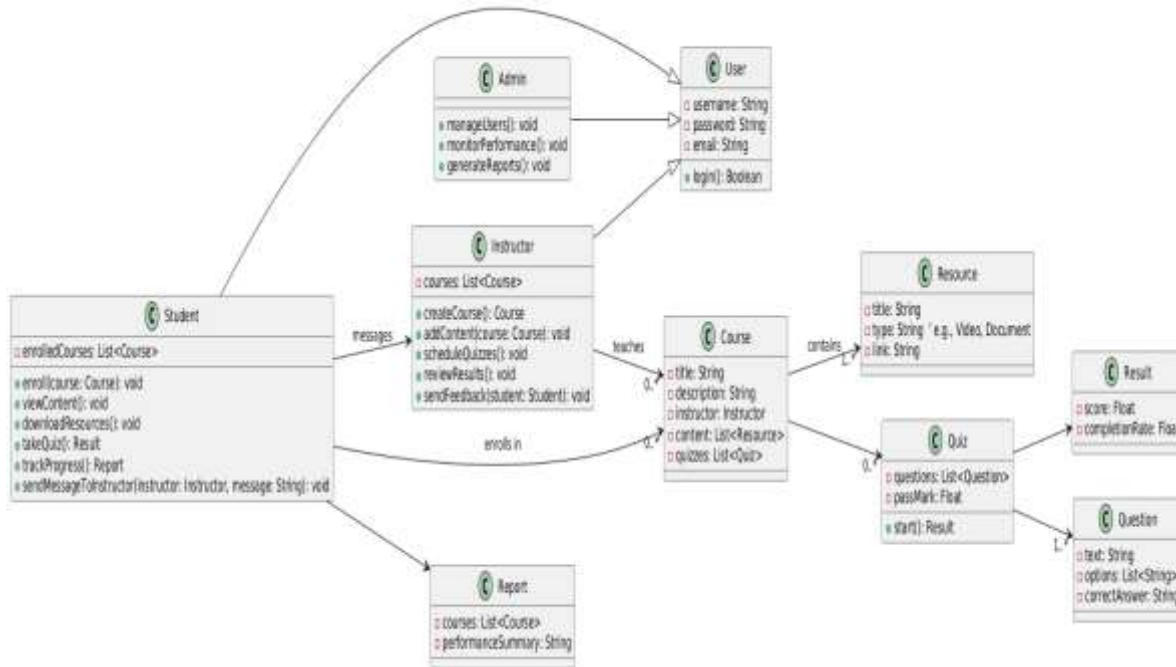 C User
username: String
password: String
email: String
login(): Boolean
C Admin
manageUsers(): void
monitorPerformance(): void
generateReports(): void
C Instructor
courses: List<Course>
createCourse(): Course
addContent(course: Course): void
scheduleQuizzes(): void
reviewResults(): void
sendFeedback(student: Student): void
C Student
enrolledCourses: List<Course>
enroll(course: Course): void
viewContent(): void
downloadResources(): void
takeQuiz(): Result
trackProgress(): Report
sendMessageToInstructor(instructor: Instructor, message: String): void
messages
teaches
0..*
enrolls in
0..*
C Course
title: String
description: String
instructor: Instructor
content: List<Resource>
quizzes: List<Quiz>
contains
1..*
C Resource
title: String
type: String ' e.g., Video, Document
link: String
0..*
C Quiz
questions: List<Question>
passMark: Float
start(): Result
C Result
score: Float
completionRate: Floa
1..*
C Question
text: String
options: List<String>
correctAnswer: String
C Report
courses: List<Course>
performanceSummary: String